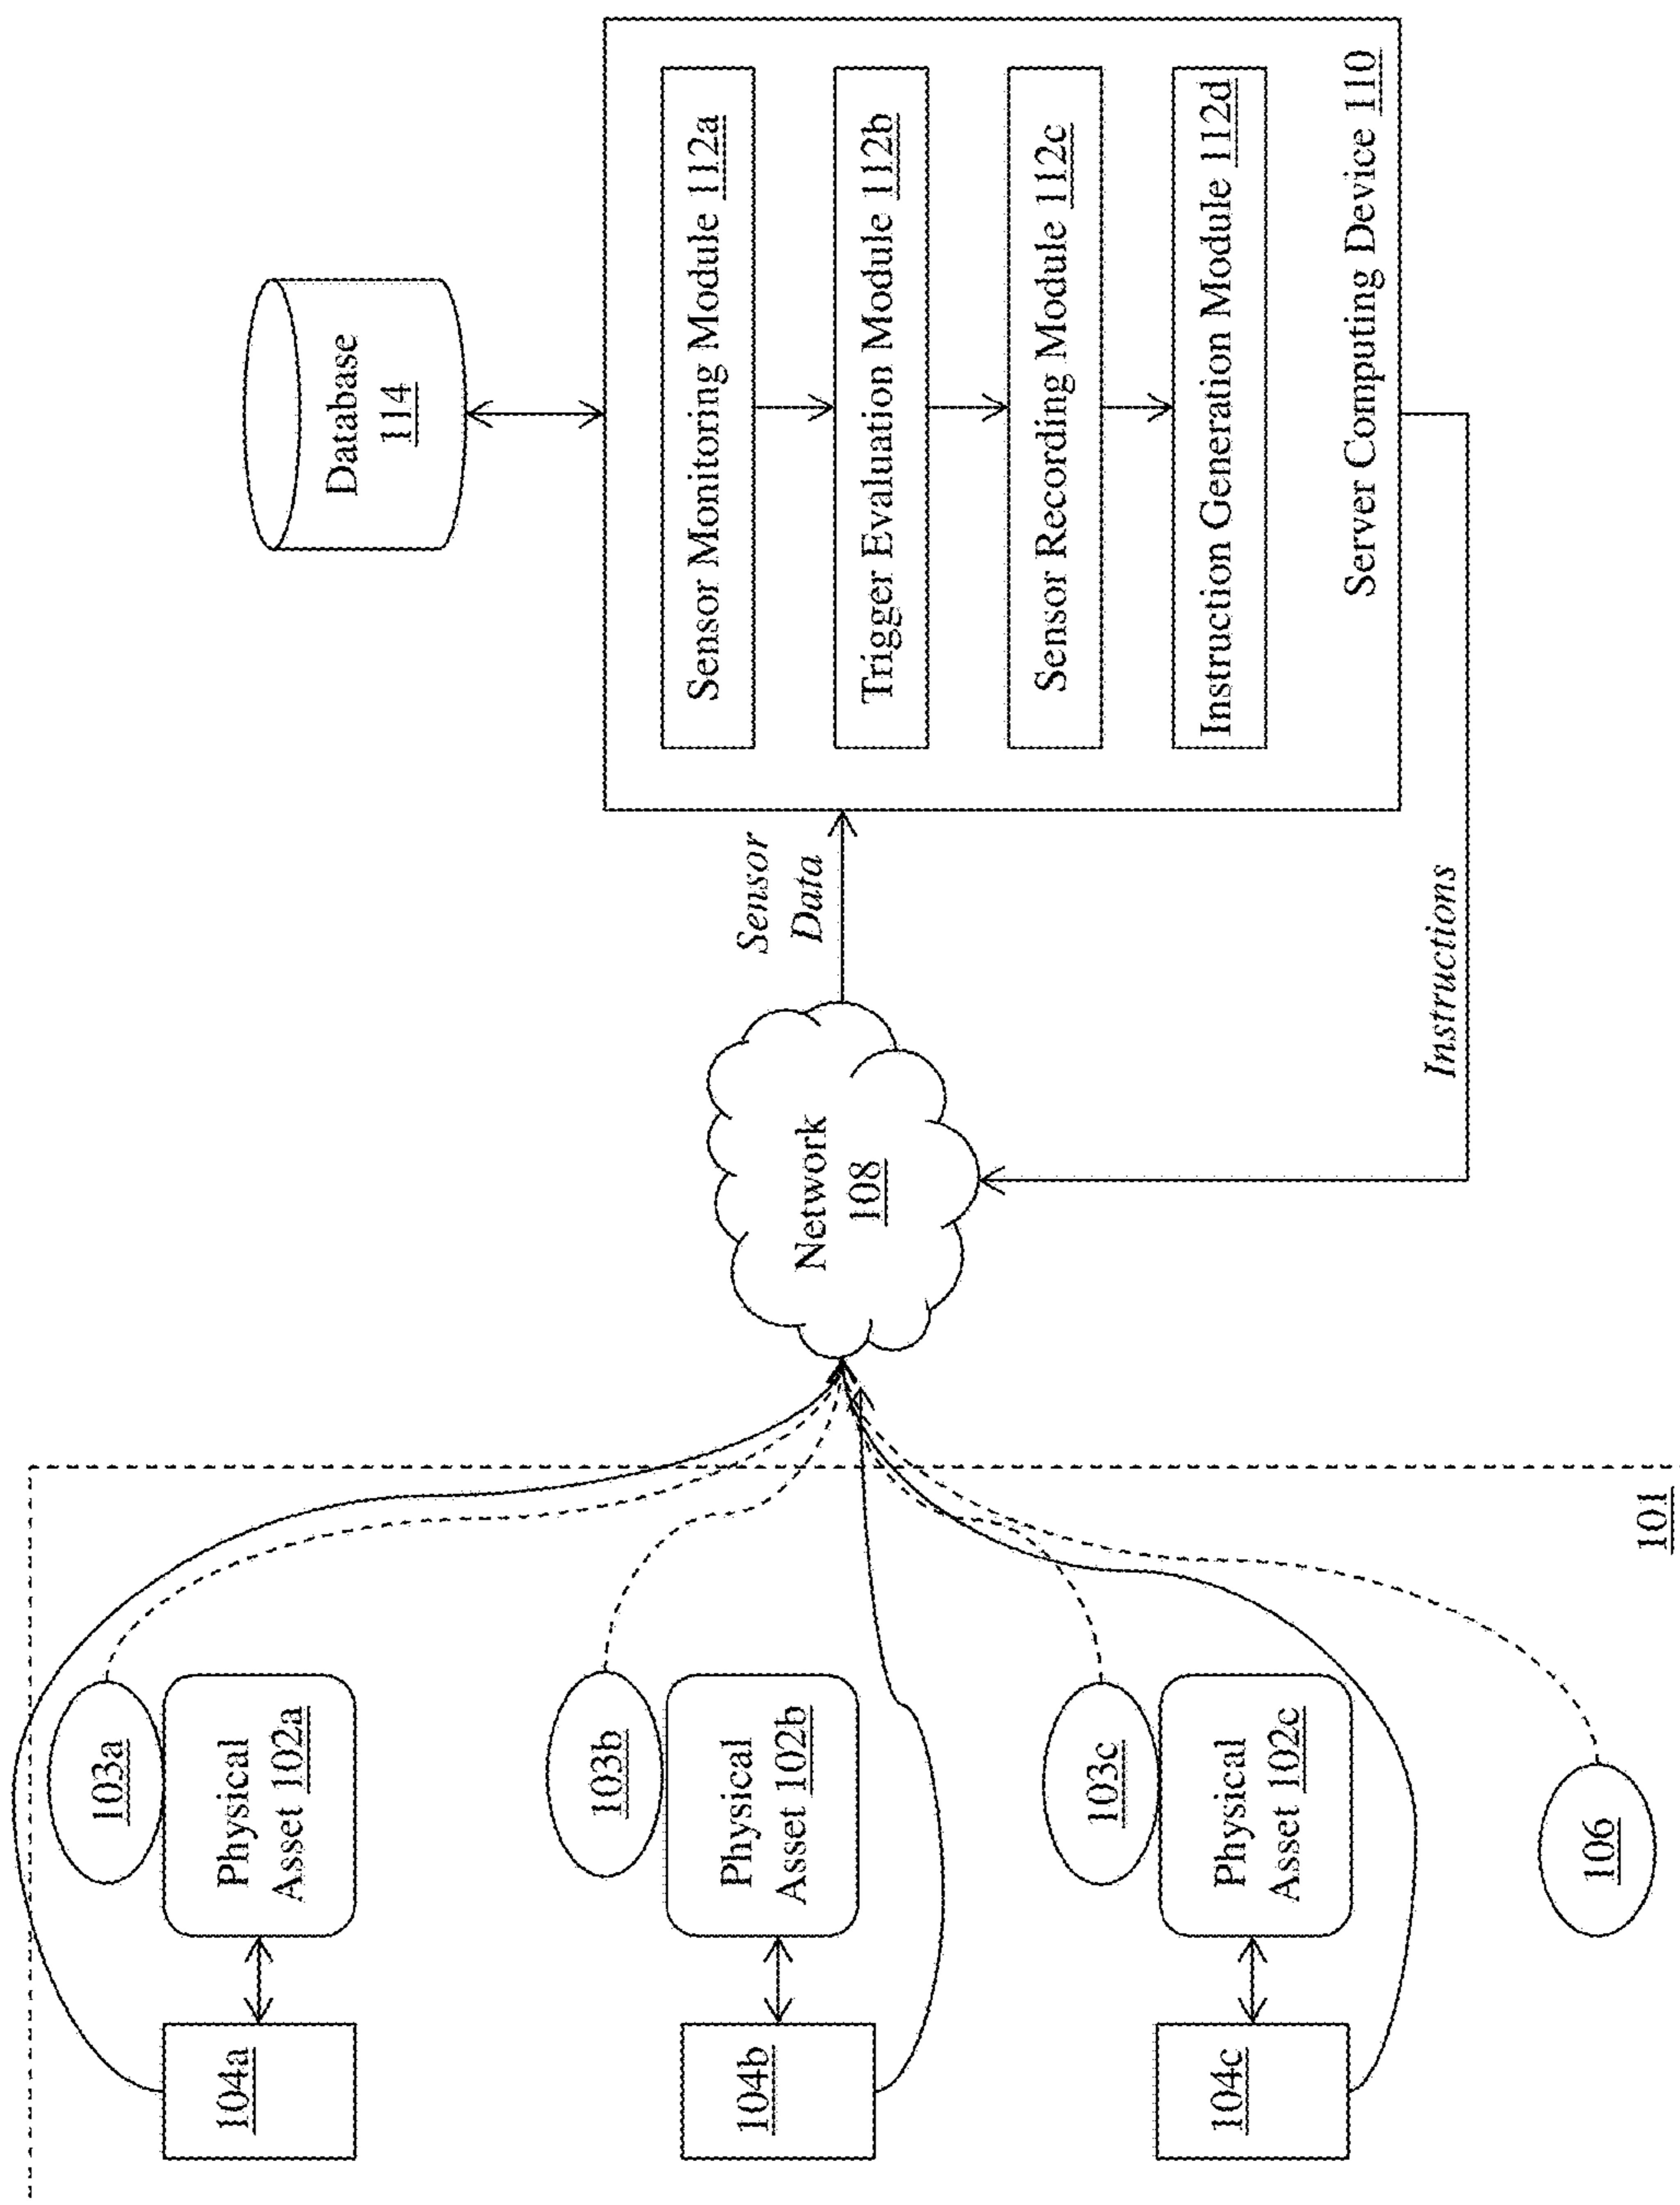 104a
Physical
Asset 102a
103a
104b
Physical
Asset 102b
103b
104c
Physical
Asset 102c
103c
106
101
Network
108
Sensor
Data
Instructions
Database
114
Sensor Monitoring Module 112a
Trigger Evaluation Module 112b
Sensor Recording Module 112c
Instruction Generation Module 112d
Server Computing Device 110